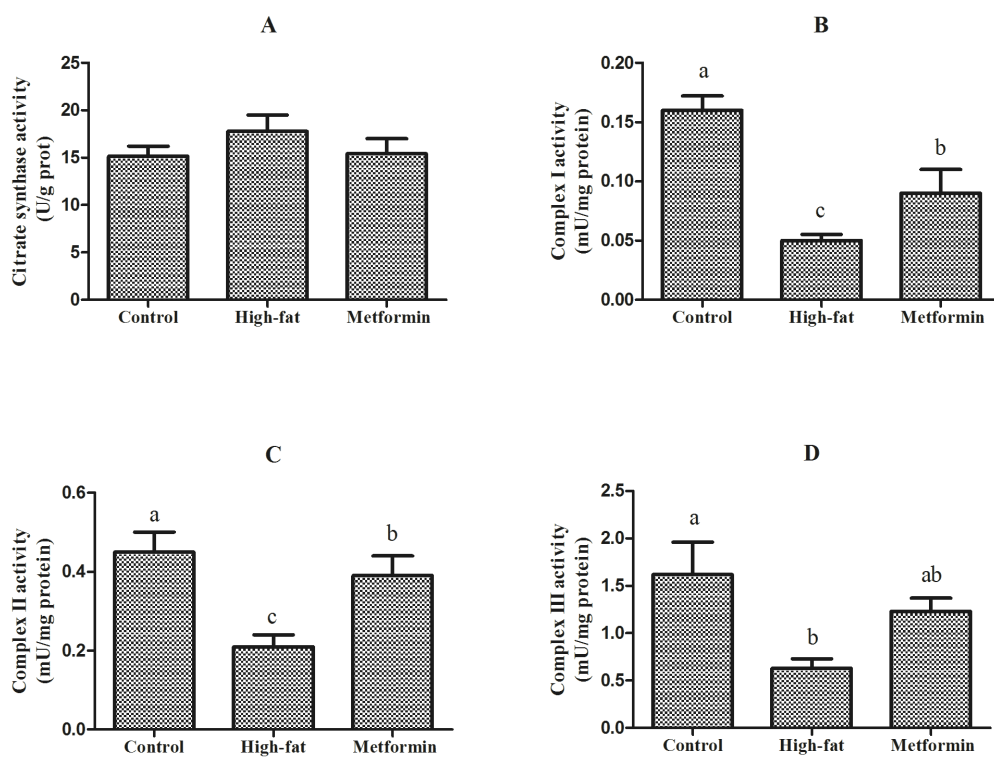 A
Citrate synthase activity
(U/g prot)
25
20
15
10
5
0
Control High-fat Metformin
B
Complex I activity
(mU/mg protein)
0.20
0.15
0.10
0.05
0.00
a
c
b
Control High-fat Metformin
C
Complex II activity
(mU/mg protein)
0.6
0.4
0.2
0.0
a
c
b
Control High-fat Metformin
D
Complex III activity
(mU/mg protein)
2.5
2.0
1.5
1.0
0.5
0.0
a
b
ab
Control High-fat Metformin